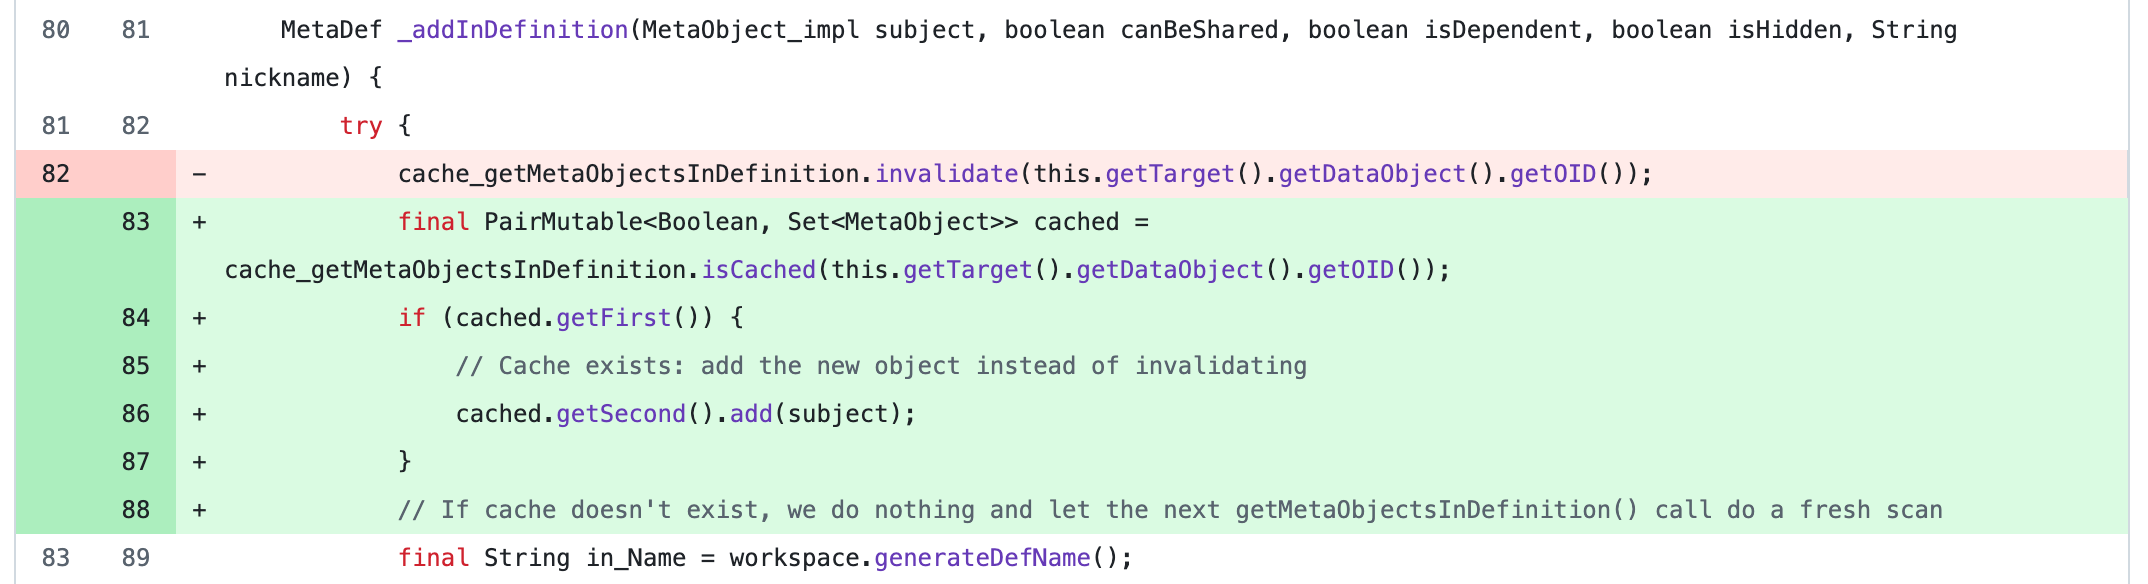 80 81 MetaDef _addInDefinition(MetaObject_impl subject, boolean canBeShared, boolean isDependent, boolean isHidden, String
nickname) {
81 82 try {
82 − cache_getMetaObjectsInDefinition.invalidate(this.getTarget().getDataObject().getOID());
83 + final PairMutable<Boolean, Set<MetaObject>> cached =
cache_getMetaObjectsInDefinition.isCached(this.getTarget().getDataObject().getOID());
84 + if (cached.getFirst()) {
85 + // Cache exists: add the new object instead of invalidating
86 + cached.getSecond().add(subject);
87 + }
88 + // If cache doesn't exist, we do nothing and let the next getMetaObjectsInDefinition() call do a fresh scan
83 89 final String in_Name = workspace.generateDefName();